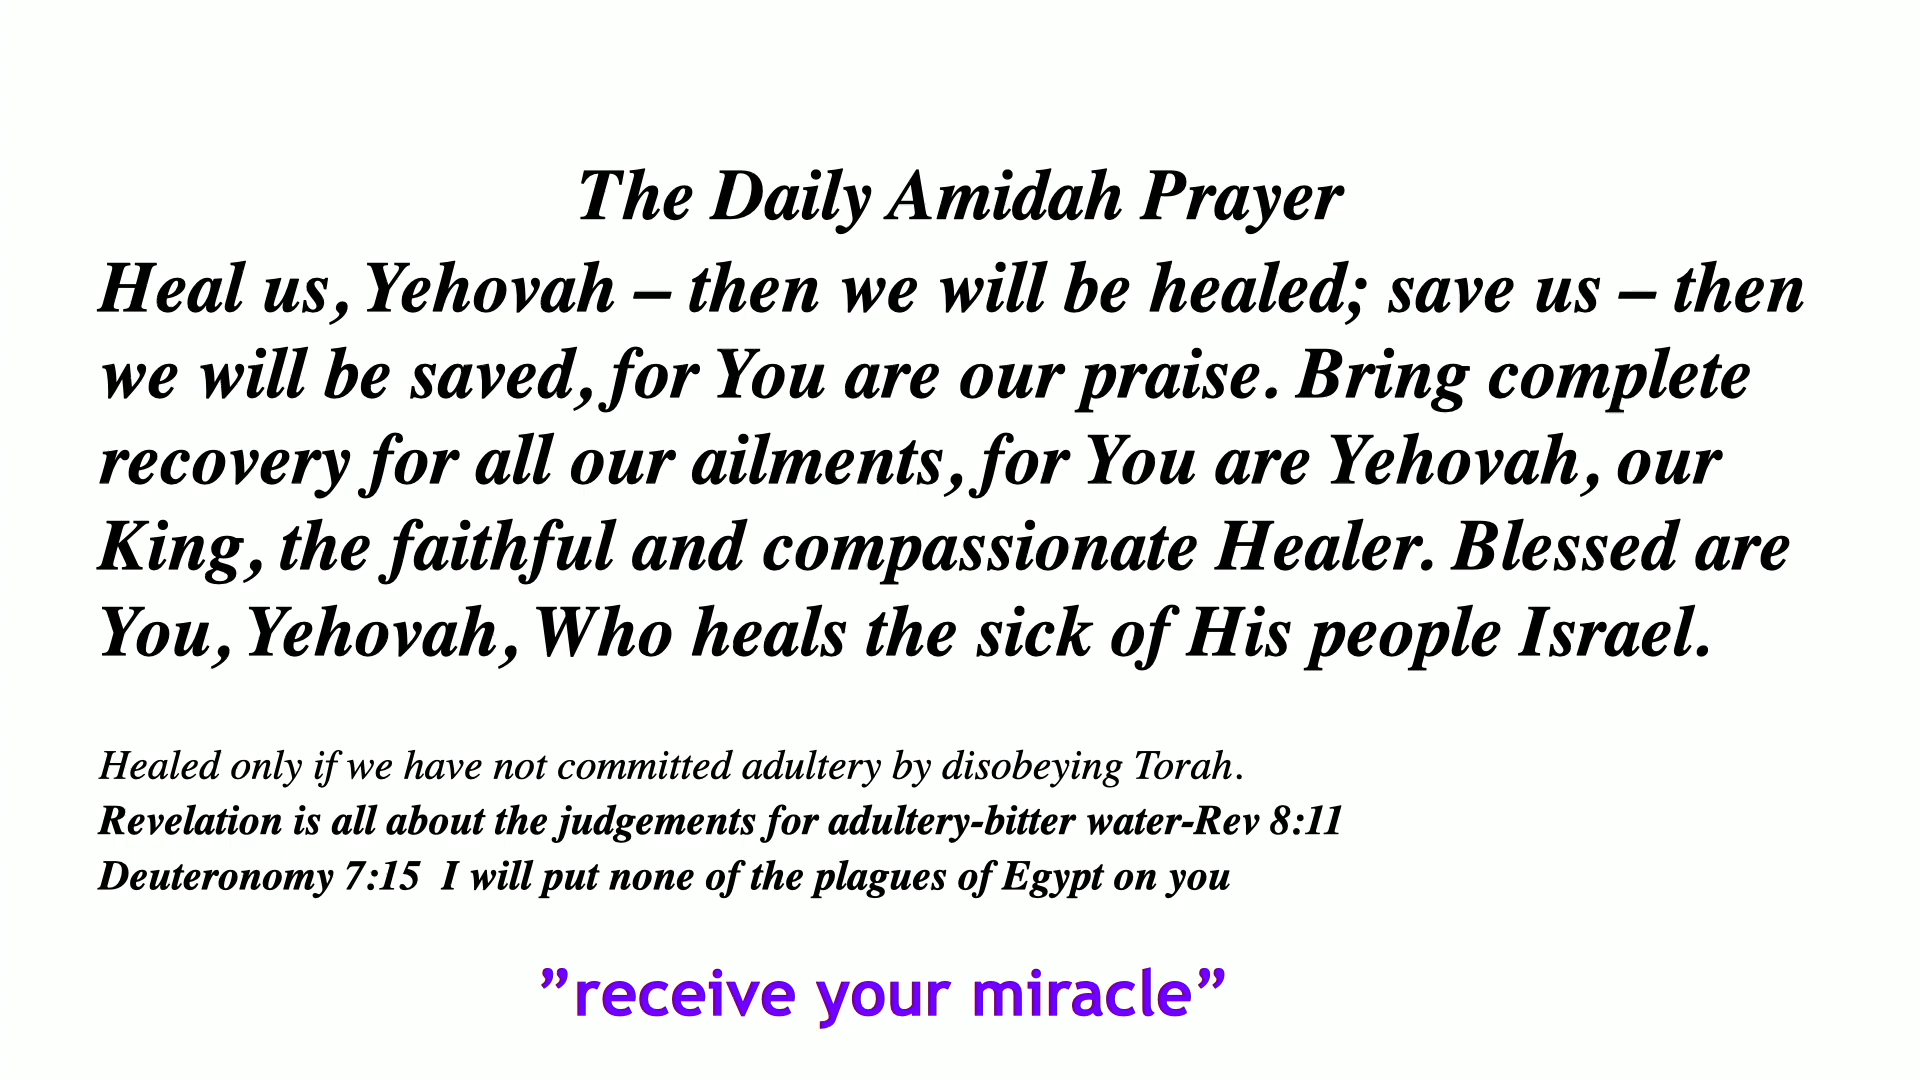 The Daily Amidah Prayer
Heal us, Yehovah – then we will be healed; save us – then
we will be saved, for You are our praise. Bring complete
recovery for all our ailments, for You are Yehovah, our
King, the faithful and compassionate Healer. Blessed are
You, Yehovah, Who heals the sick of His people Israel.
Healed only if we have not committed adultery by disobeying Torah.
Revelation is all about the judgements for adultery-bitter water-Rev 8:11
Deuteronomy 7:15  I will put none of the plagues of Egypt on you
”receive your miracle”